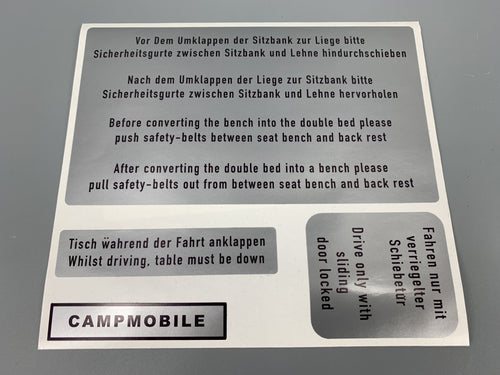 Vor Dem Umklappen der Sitzbank zur Liege bitte
Sicherheitsgurte zwischen Sitzbank und Lehne hindurchschieben
Nach dem Umklappen der Liege zur Sitzbank bitte
Sicherheitsgurte zwischen Sitzbank und Lehne hervorholen
Before converting the bench into the double bed please
push safety-belts between seat bench and back rest
After converting the double bed into a bench please
pull safety-belts out from between seat bench and back rest
Tisch während der Fahrt anklappen
Whilst driving, table must be down
Fahren nur mit
verriegelter
Schiebetür
Drive only with
sliding
door locked
CAMPMOBILE